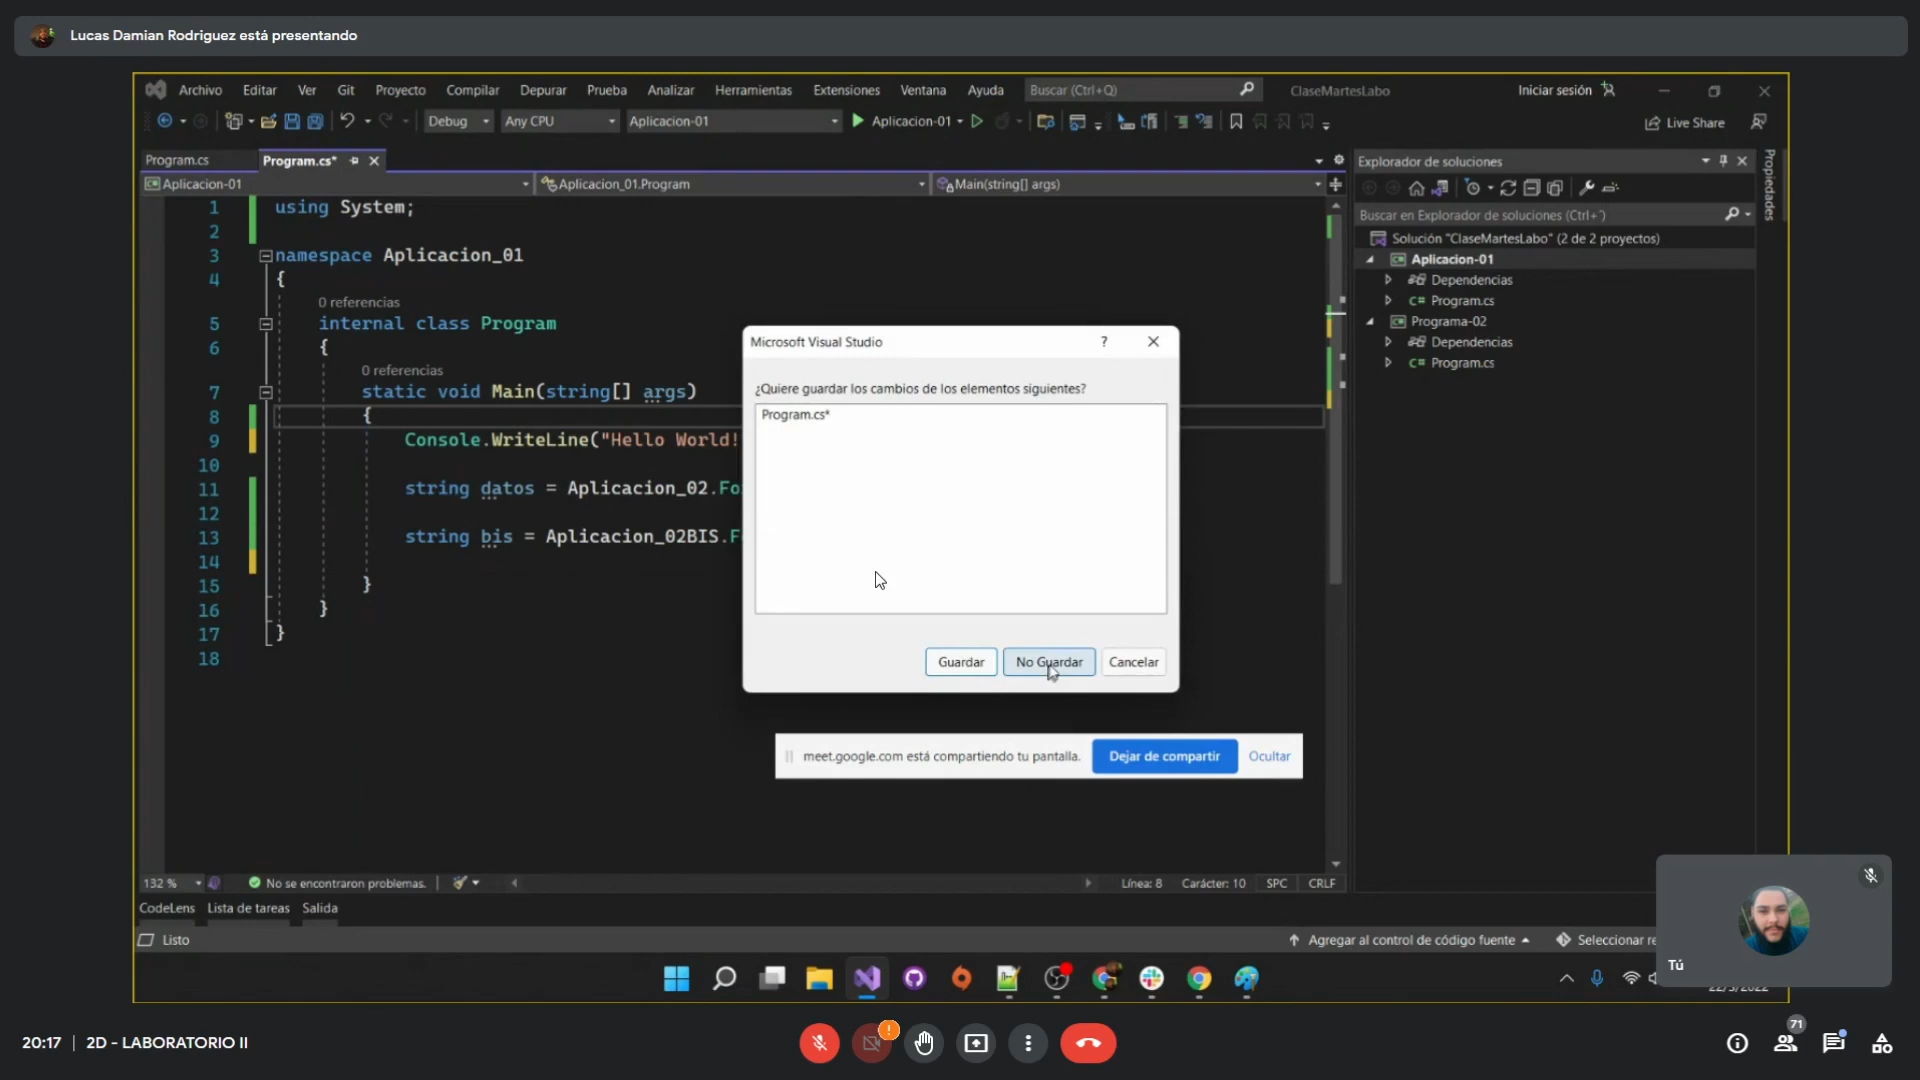 Lucas Damian Rodriguez está presentando
Archivo Editar Ver Git Proyecto Compilar Depurar Prueba Analizar Herramientas Extensiones Ventana Ayuda Buscar (Ctrl+Q) ClaseMartesLabo Iniciar sesión
Debug Any CPU Aplicacion-01 Aplicacion-01 Live Share
Program.cs Program.cs*
Aplicacion-01 Aplicacion_01.Program Main(string[] args)
1 using System;
2
3 namespace Aplicacion_01
4 {
0 referencias
5 internal class Program
6 {
0 referencias
7 static void Main(string[] args)
8 {
9 Console.WriteLine("Hello World!
10
11 string datos = Aplicacion_02.Fo
12
13 string bis = Aplicacion_02BIS.F
14
15 }
16 }
17 }
18
Explorador de soluciones
Buscar en Explorador de soluciones (Ctrl+´)
Solución "ClaseMartesLabo" (2 de 2 proyectos)
Aplicacion-01
Dependencias
C# Program.cs
Programa-02
Dependencias
C# Program.cs
Propiedades
Microsoft Visual Studio ?
¿Quiere guardar los cambios de los elementos siguientes?
Program.cs*
Guardar No Guardar Cancelar
meet.google.com está compartiendo tu pantalla. Dejar de compartir Ocultar
132 % No se encontraron problemas. Línea: 8 Carácter: 10 SPC CRLF
CodeLens Lista de tareas Salida
Listo Agregar al control de código fuente Seleccionar re
Tú
20:17 | 2D - LABORATORIO II
71